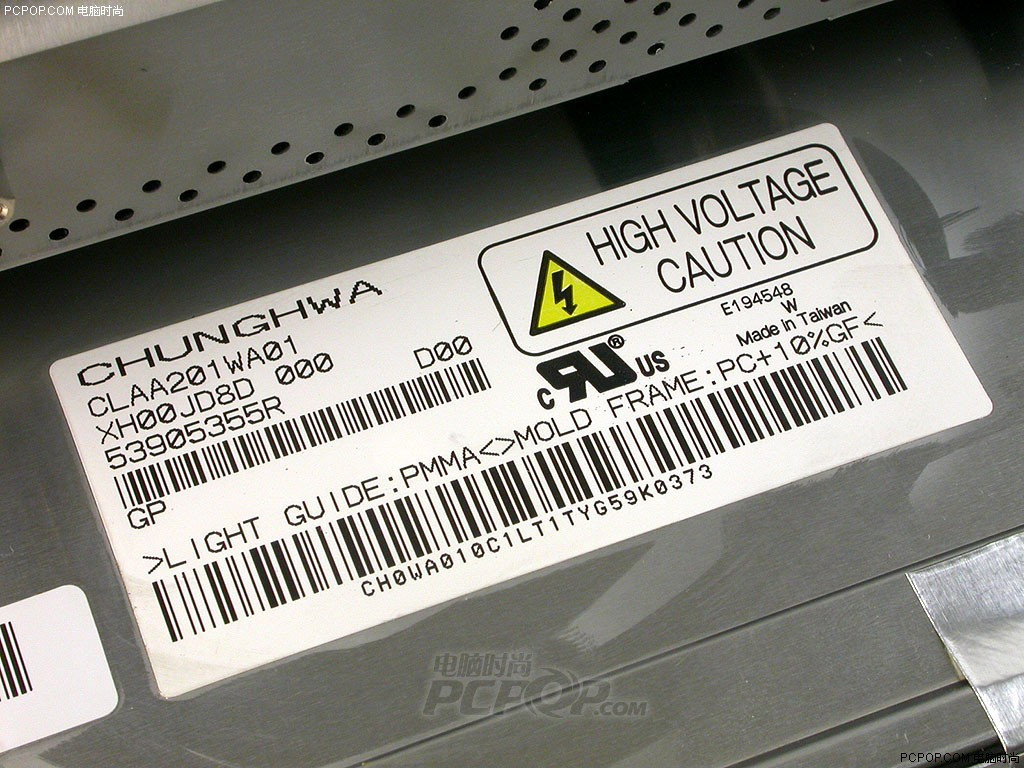 PCPOP.COM 电脑时尚
HIGH VOLTAGE
CAUTION
CHUNGHWA
CLAA201WA01
XH00JD8D 000 D00
53905355R
E194548
W
Made in Taiwan
c RU ® US
GP
>LIGHT GUIDE:PMMA<>MOLD FRAME:PC+10%GF<
CH0WA010C1LT1TYG59K0373
电脑时尚
PCPOP.COM
PCPOP.COM 电脑时尚